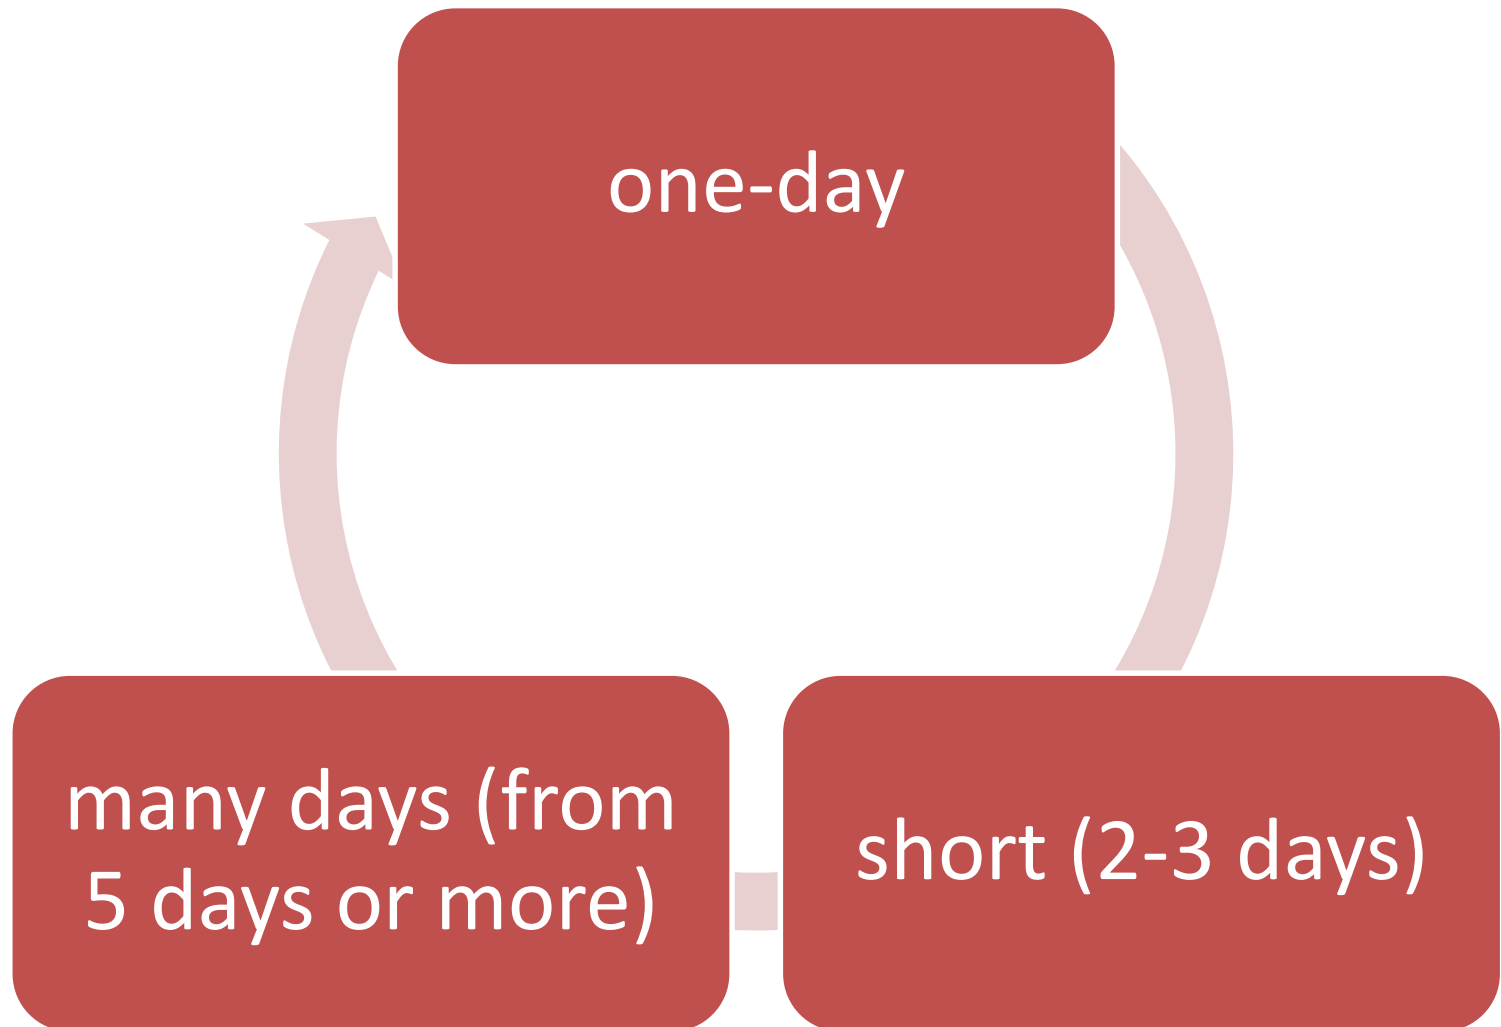 one-day
short (2-3 days)
many days (from
5 days or more)